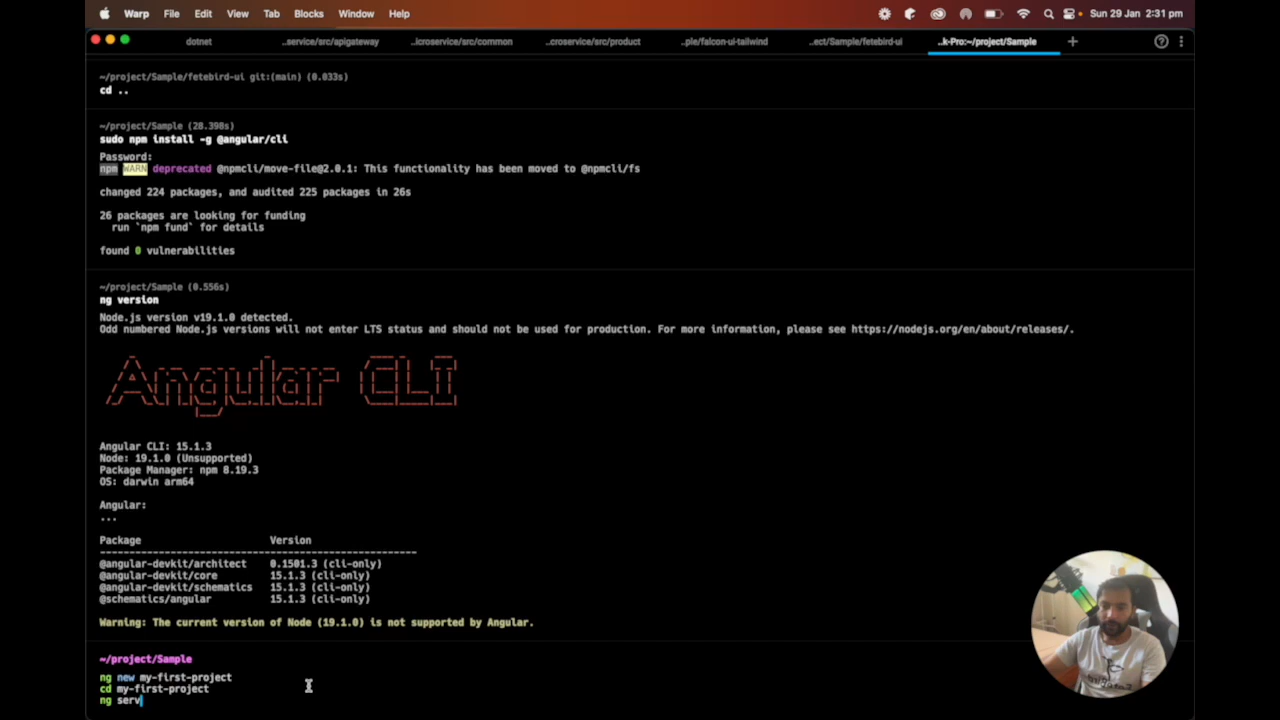 Warp File Edit View Tab Blocks Window Help Sun 29 Jan 2:31 pm
dotnet ...service/src/apigateway ...icroservice/src/common ...croservice/src/product ...ple/falcon-ui-tailwind ...ect/Sample/fetebird-ui ...k-Pro:~/project/Sample
~/project/Sample/fetebird-ui git:(main) (0.033s)
cd ..
~/project/Sample (28.398s)
sudo npm install -g @angular/cli
Password:
npm WARN deprecated @npmcli/move-file@2.0.1: This functionality has been moved to @npmcli/fs
changed 224 packages, and audited 225 packages in 26s
26 packages are looking for funding
run `npm fund` for details
found 0 vulnerabilities
~/project/Sample (0.556s)
ng version
Node.js version v19.1.0 detected.
Odd numbered Node.js versions will not enter LTS status and should not be used for production. For more information, please see https://nodejs.org/en/about/releases/.
Angular CLI
Angular CLI: 15.1.3
Node: 19.1.0 (Unsupported)
Package Manager: npm 8.19.3
OS: darwin arm64
Angular:
...
Package Version
------------------------------------------------------
@angular-devkit/architect 0.1501.3 (cli-only)
@angular-devkit/core 15.1.3 (cli-only)
@angular-devkit/schematics 15.1.3 (cli-only)
@schematics/angular 15.1.3 (cli-only)
Warning: The current version of Node (19.1.0) is not supported by Angular.
~/project/Sample
ng new my-first-project
cd my-first-project
ng serv